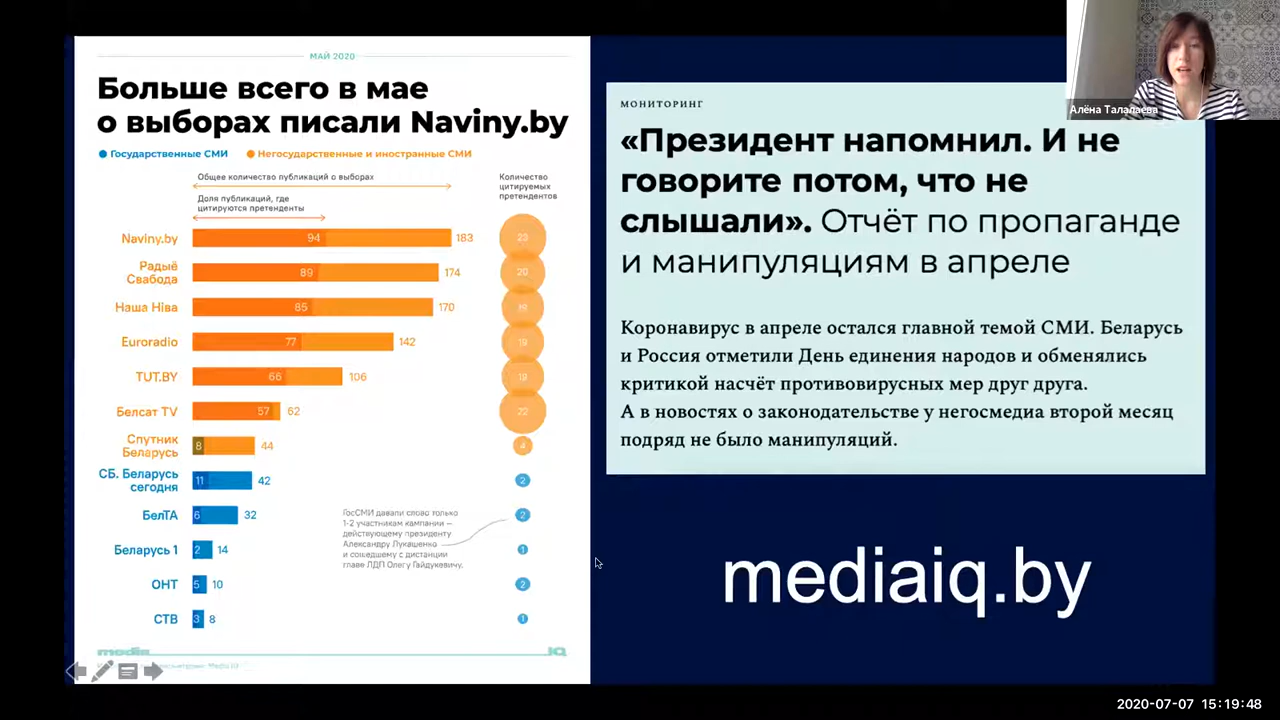 МАЙ 2020
Больше всего в мае
о выборах писали Naviny.by
Государственные СМИ
Негосударственные и иностранные СМИ
Общее количество публикаций о выборах
Доля публикаций, где
цитируются претенденты
Количество
цитируемых
претендентов
Naviny.by 94 183 23
Радыё
Свабода 89 174 20
Наша Ніва 85 170 19
Euroradio 77 142 19
TUT.BY 66 106 19
Белсат TV 57 62 22
Спутник
Беларусь 8 44 4
СБ. Беларусь
сегодня 11 42 2
БелТА 6 32 2
Беларусь 1 2 14 1
ОНТ 5 10 2
СТВ 3 8 1
ГосСМИ давали слово только
1-2 участникам кампании –
действующему президенту
Александру Лукашенко
и сошедшему с дистанции
главе ЛДП Олегу Гайдукевичу.
media IQ
Media IQ
МОНИТОРИНГ
«Президент напомнил. И не
говорите потом, что не
слышали». Отчёт по пропаганде
и манипуляциям в апреле
Коронавирус в апреле остался главной темой СМИ. Беларусь
и Россия отметили День единения народов и обменялись
критикой насчёт противовирусных мер друг друга.
А в новостях о законодательстве у негосмедиа второй месяц
подряд не было манипуляций.
mediaiq.by
Алёна Талалаева
2020-07-07 15:19:48